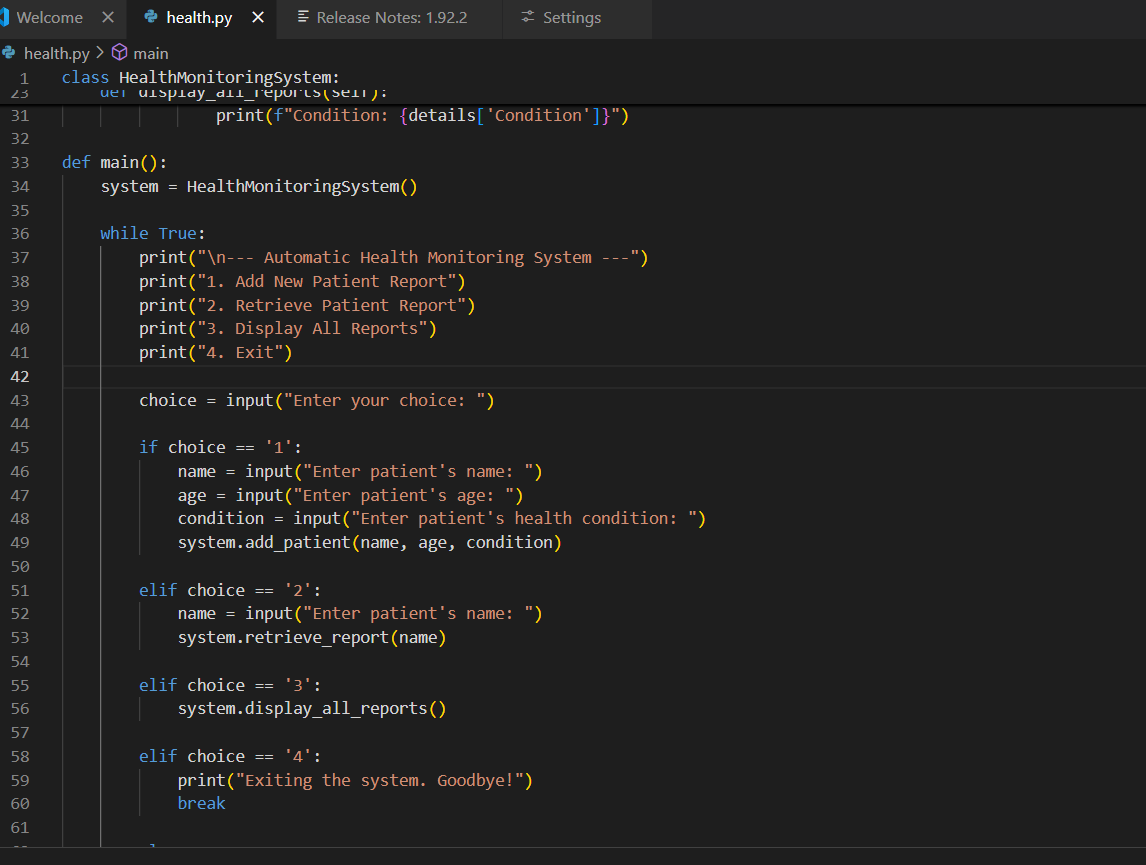 Welcome × health.py × Release Notes: 1.92.2 Settings
health.py > main
1 class HealthMonitoringSystem:
23     def display_all_reports(self):
31                 print(f"Condition: {details['Condition']}")
32
33 def main():
34     system = HealthMonitoringSystem()
35
36     while True:
37         print("\n--- Automatic Health Monitoring System ---")
38         print("1. Add New Patient Report")
39         print("2. Retrieve Patient Report")
40         print("3. Display All Reports")
41         print("4. Exit")
42
43         choice = input("Enter your choice: ")
44
45         if choice == '1':
46             name = input("Enter patient's name: ")
47             age = input("Enter patient's age: ")
48             condition = input("Enter patient's health condition: ")
49             system.add_patient(name, age, condition)
50
51         elif choice == '2':
52             name = input("Enter patient's name: ")
53             system.retrieve_report(name)
54
55         elif choice == '3':
56             system.display_all_reports()
57
58         elif choice == '4':
59             print("Exiting the system. Goodbye!")
60             break
61